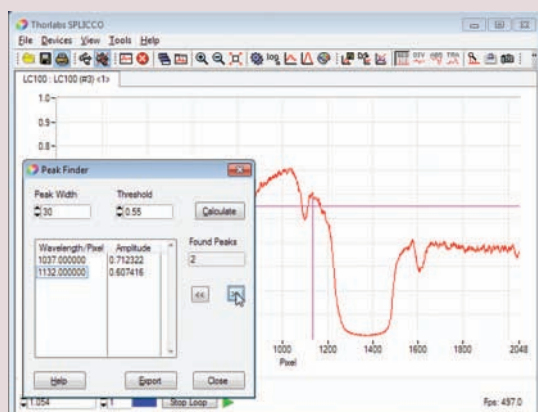 Thorlabs SPLICCO
File Devices View Tools Help
LC100 : LC100 (#3) <1>
1.0-
0.9-
0.8-
Peak Finder
Peak Width Threshold
30 0.55 Calculate
Wavelength/Pixel Amplitude Found Peaks
1037.000000 0.712322 2
1132.000000 0.607416
<< >>
Help Export Close
1000 1200 1400 1600 1800 2048
Pixel
1.054 1 Stop Loop Fps: 497.0